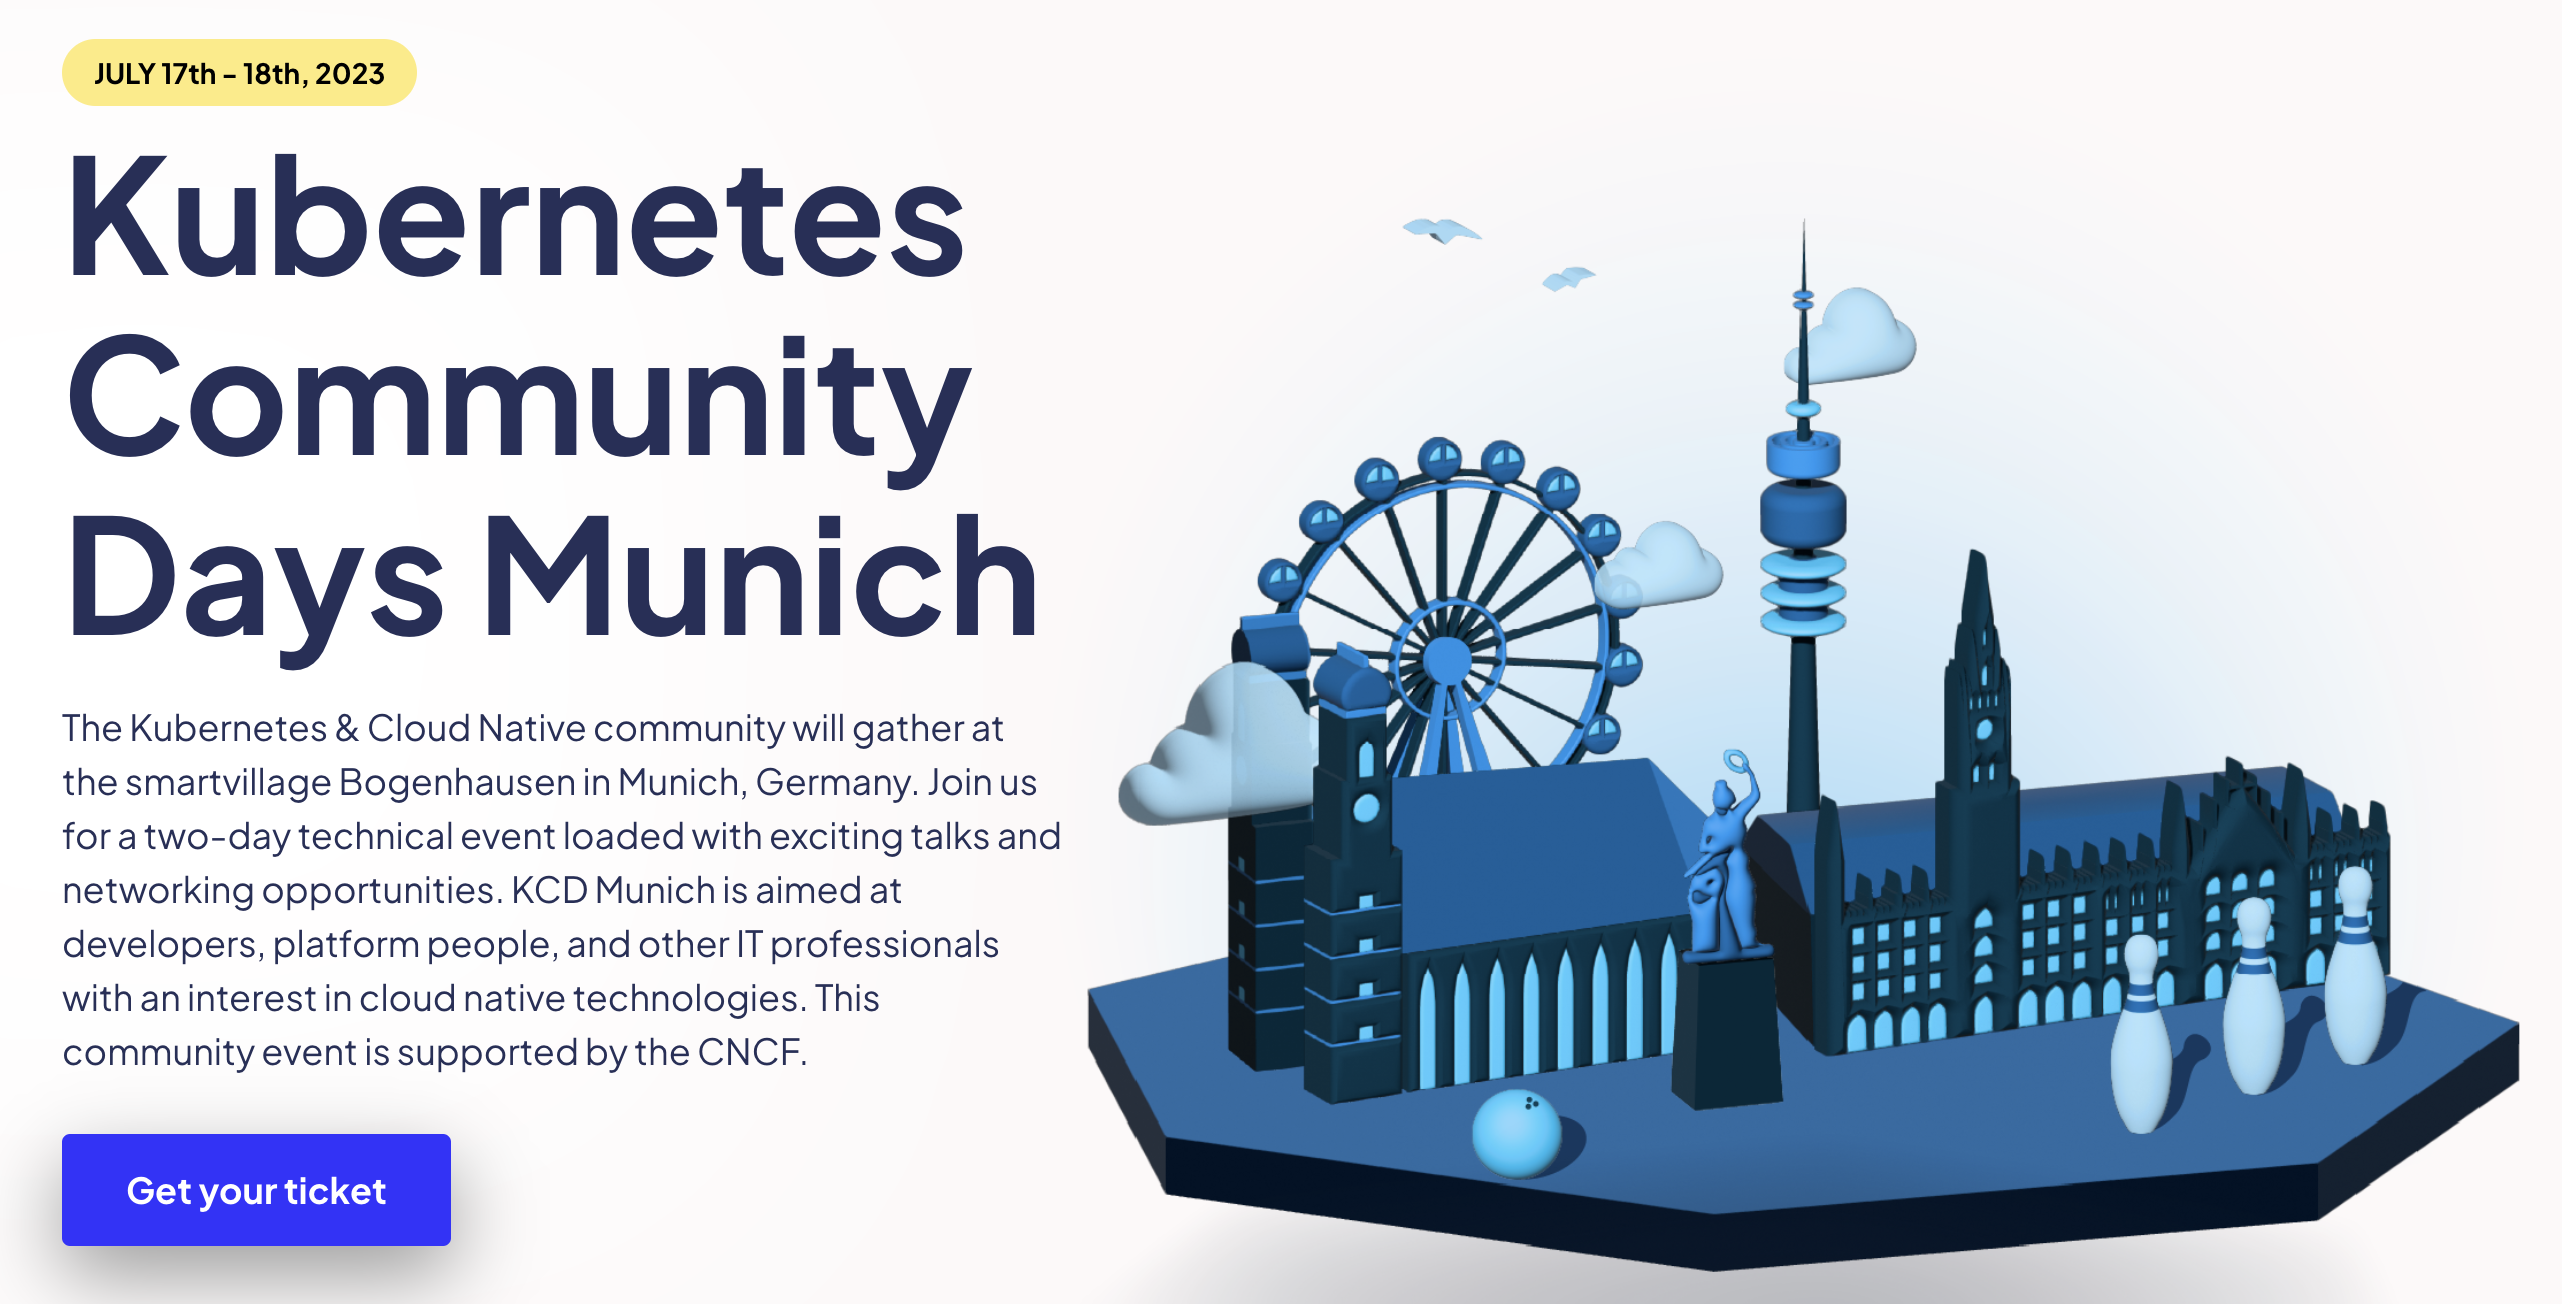 JULY 17th – 18th, 2023
Kubernetes
Community
Days Munich
The Kubernetes & Cloud Native community will gather at
the smartvillage Bogenhausen in Munich, Germany. Join us
for a two-day technical event loaded with exciting talks and
networking opportunities. KCD Munich is aimed at
developers, platform people, and other IT professionals
with an interest in cloud native technologies. This
community event is supported by the CNCF.
Get your ticket